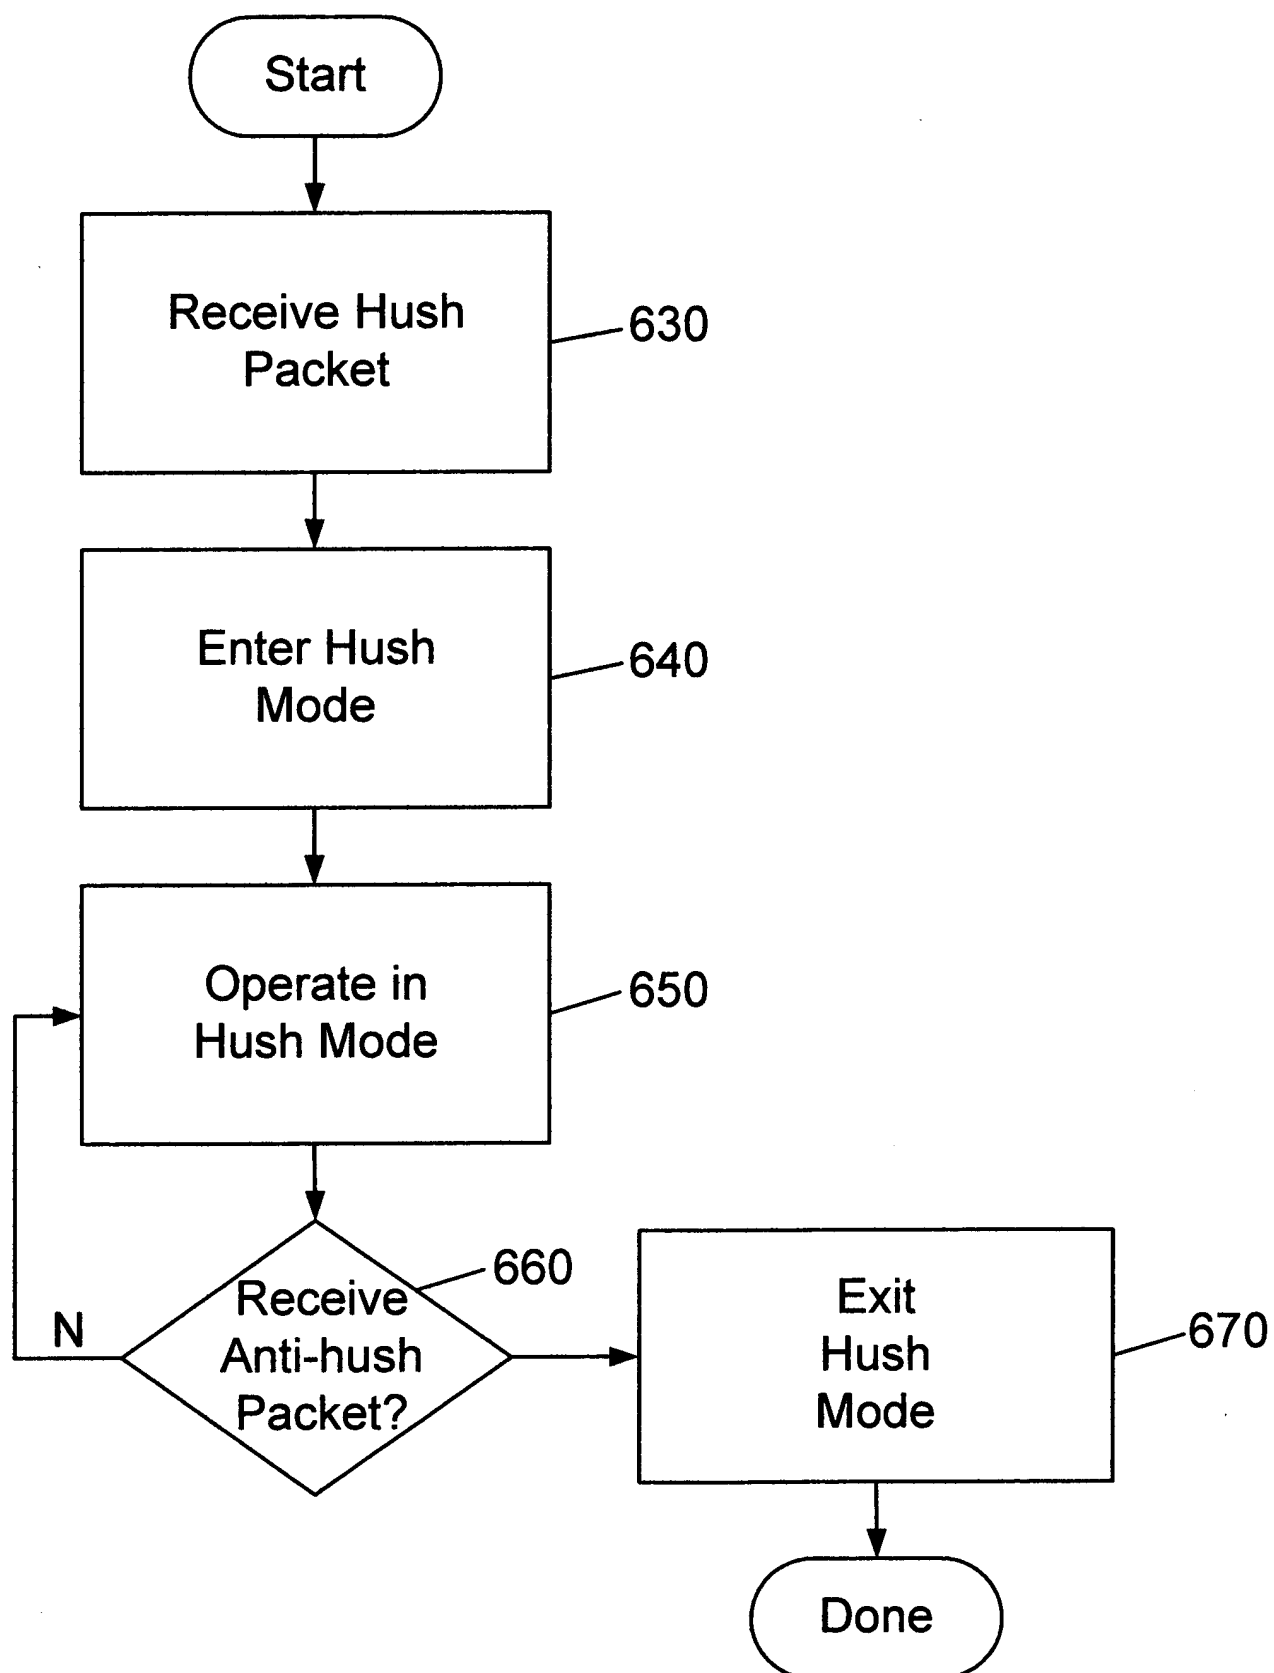 Start
Receive Hush
Packet
630
Enter Hush
Mode
640
Operate in
Hush Mode
650
Receive
Anti-hush
Packet?
660
N
Exit
Hush
Mode
670
Done